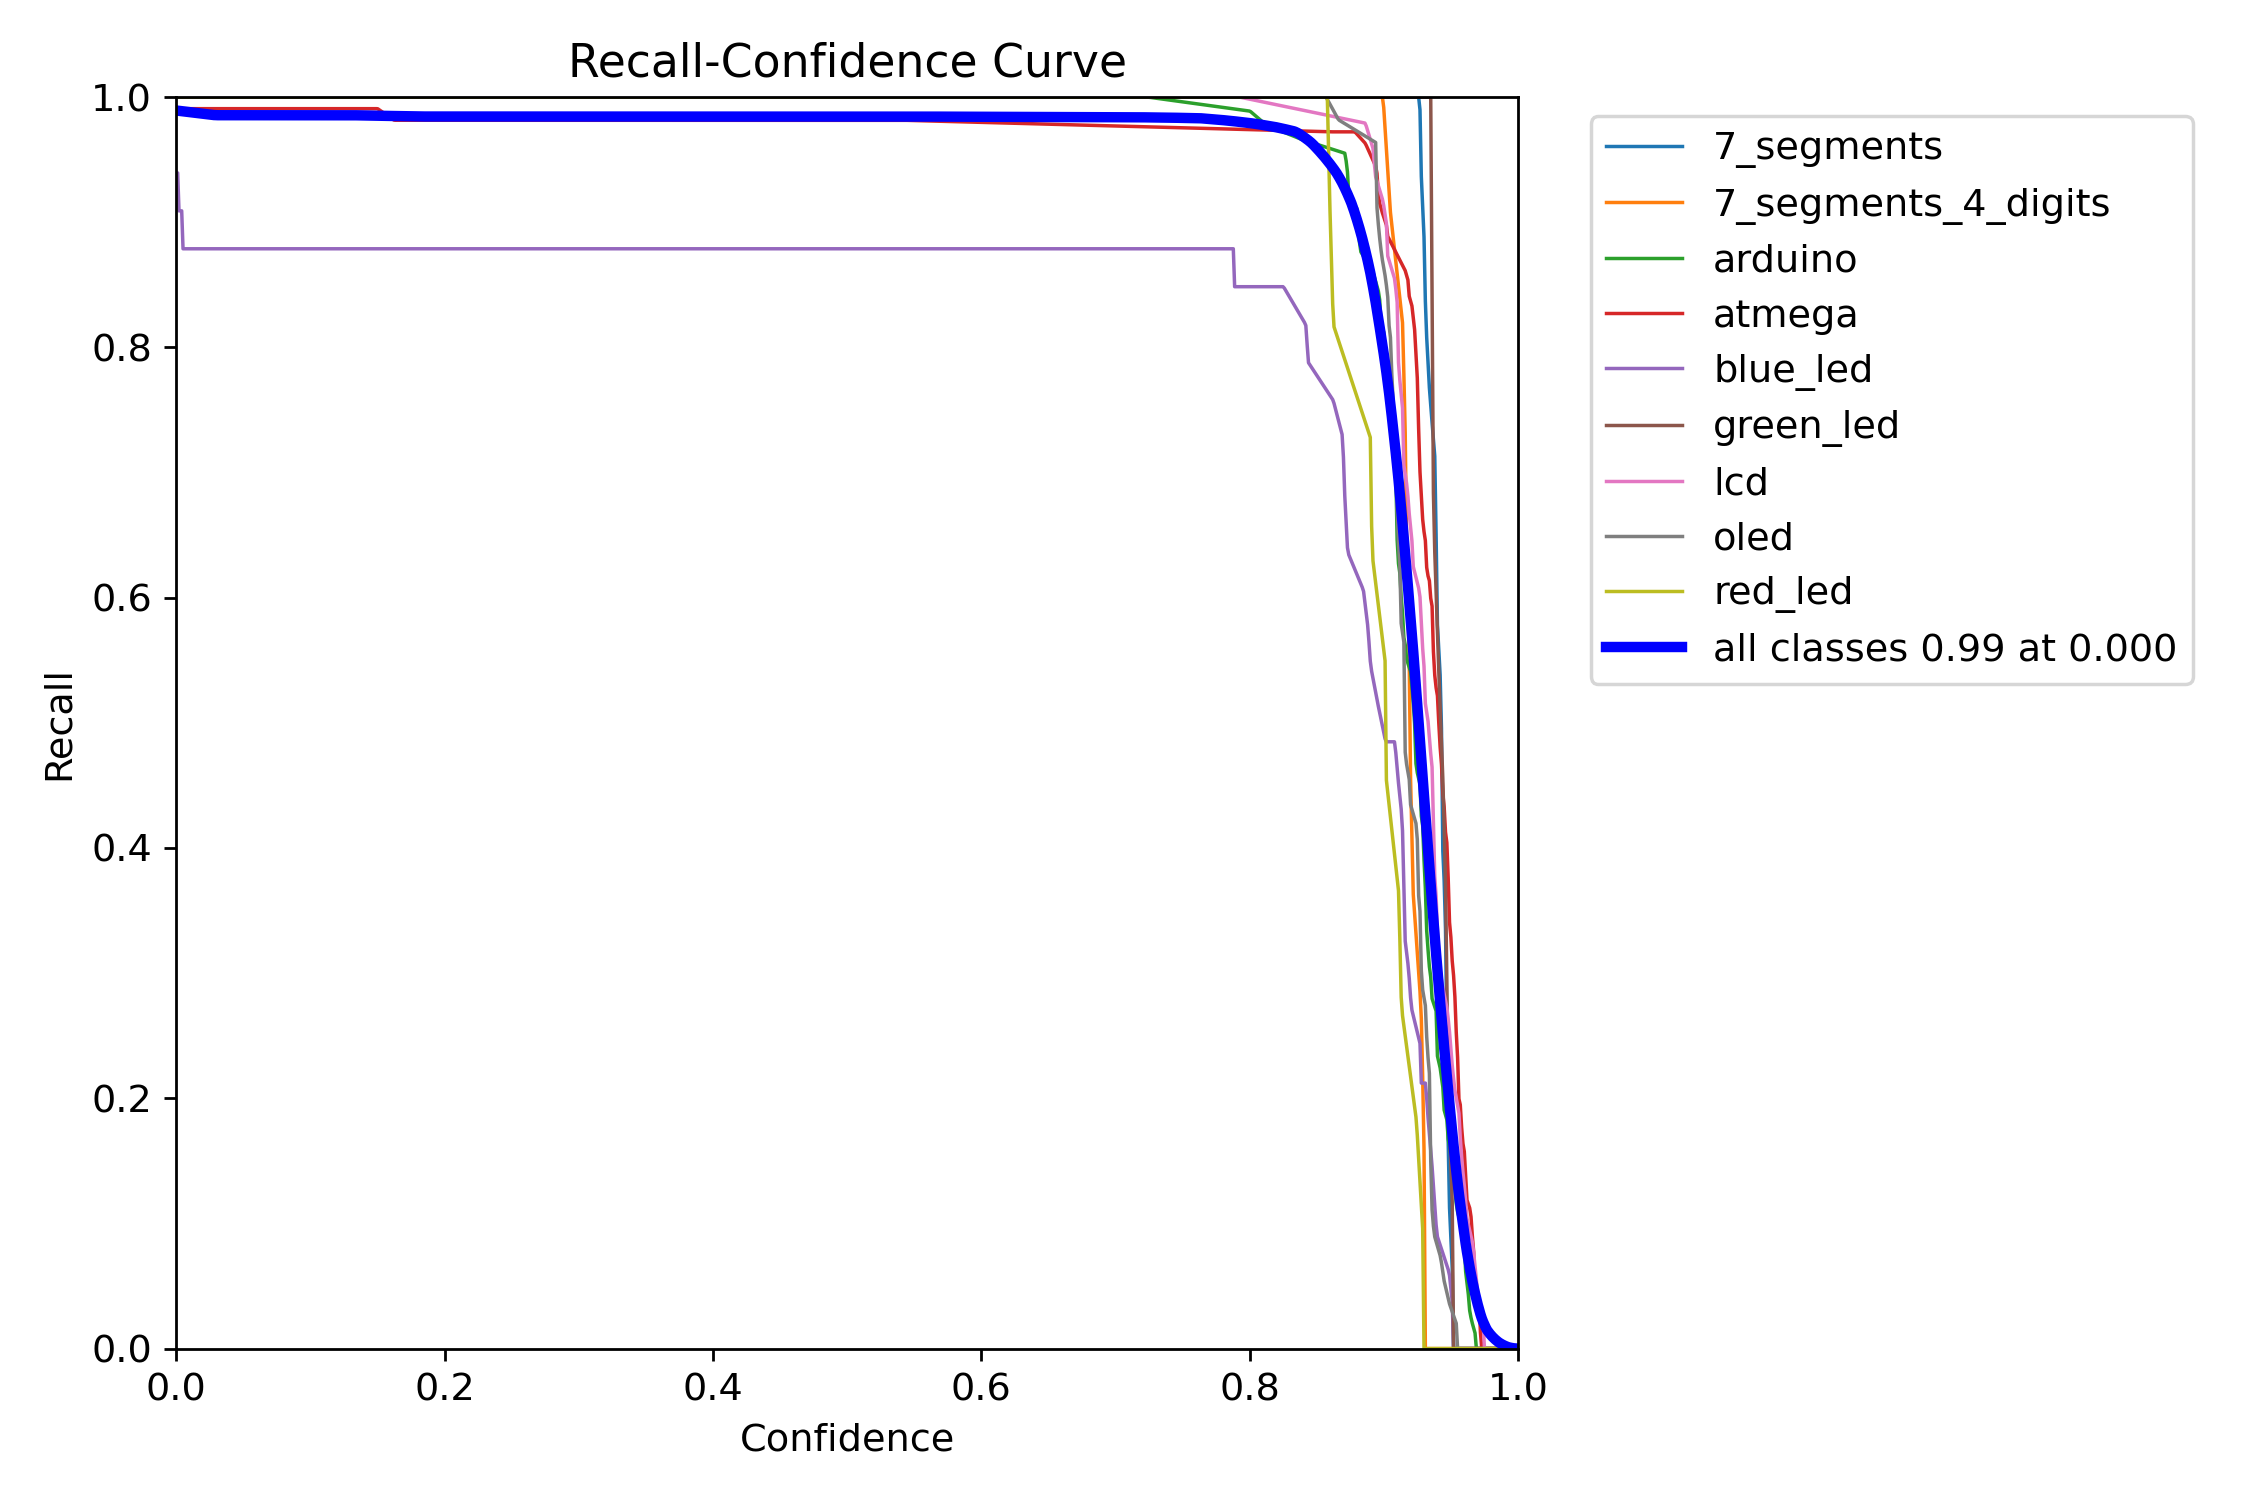 Recall-Confidence Curve
1.0
0.8
0.6
0.4
0.2
0.0
Recall
0.0 0.2 0.4 0.6 0.8 1.0
Confidence
7_segments
7_segments_4_digits
arduino
atmega
blue_led
green_led
lcd
oled
red_led
all classes 0.99 at 0.000